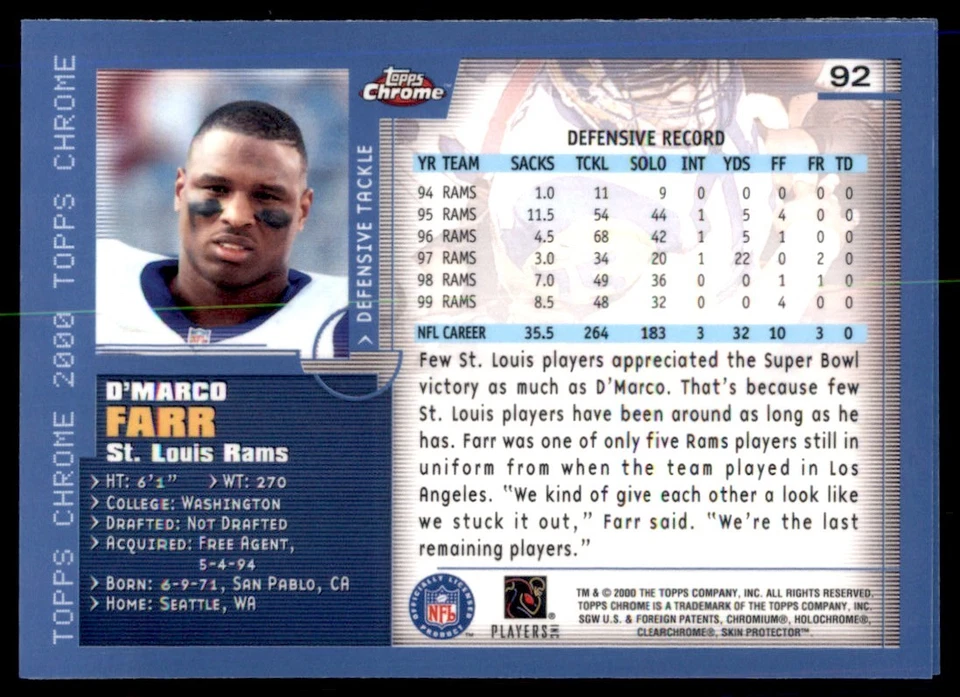 TOPPS CHROME 2000 TOPPS CHROME
Topps
Chrome™
92
DEFENSIVE TACKLE
DEFENSIVE RECORD
YR TEAM SACKS TCKL SOLO INT YDS FF FR TD
94 RAMS 1.0 11 9 0 0 0 0 0
95 RAMS 11.5 54 44 1 5 4 0 0
96 RAMS 4.5 68 42 1 5 1 0 0
97 RAMS 3.0 34 20 1 22 0 2 0
98 RAMS 7.0 49 36 0 0 1 1 0
99 RAMS 8.5 48 32 0 0 4 0 0
NFL CAREER 35.5 264 183 3 32 10 3 0
Few St. Louis players appreciated the Super Bowl
victory as much as D'Marco. That's because few
St. Louis players have been around as long as he
has. Farr was one of only five Rams players still in
uniform from when the team played in Los
Angeles. "We kind of give each other a look like
we stuck it out," Farr said. "We're the last
remaining players."
D'MARCO
FARR
St. Louis Rams
> HT: 6'1" > WT: 270
> COLLEGE: WASHINGTON
> DRAFTED: NOT DRAFTED
> ACQUIRED: FREE AGENT,
5-4-94
> BORN: 6-9-71, SAN PABLO, CA
> HOME: SEATTLE, WA
OFFICIALLY LICENSED
NFL
PRODUCT
™
PLAYERS INC
®
TM & © 2000 THE TOPPS COMPANY, INC. ALL RIGHTS RESERVED.
TOPPS CHROME IS A TRADEMARK OF THE TOPPS COMPANY, INC.
SGW U.S. & FOREIGN PATENTS, CHROMIUM®, HOLOCHROME®,
CLEARCHROME®, SKIN PROTECTOR™.